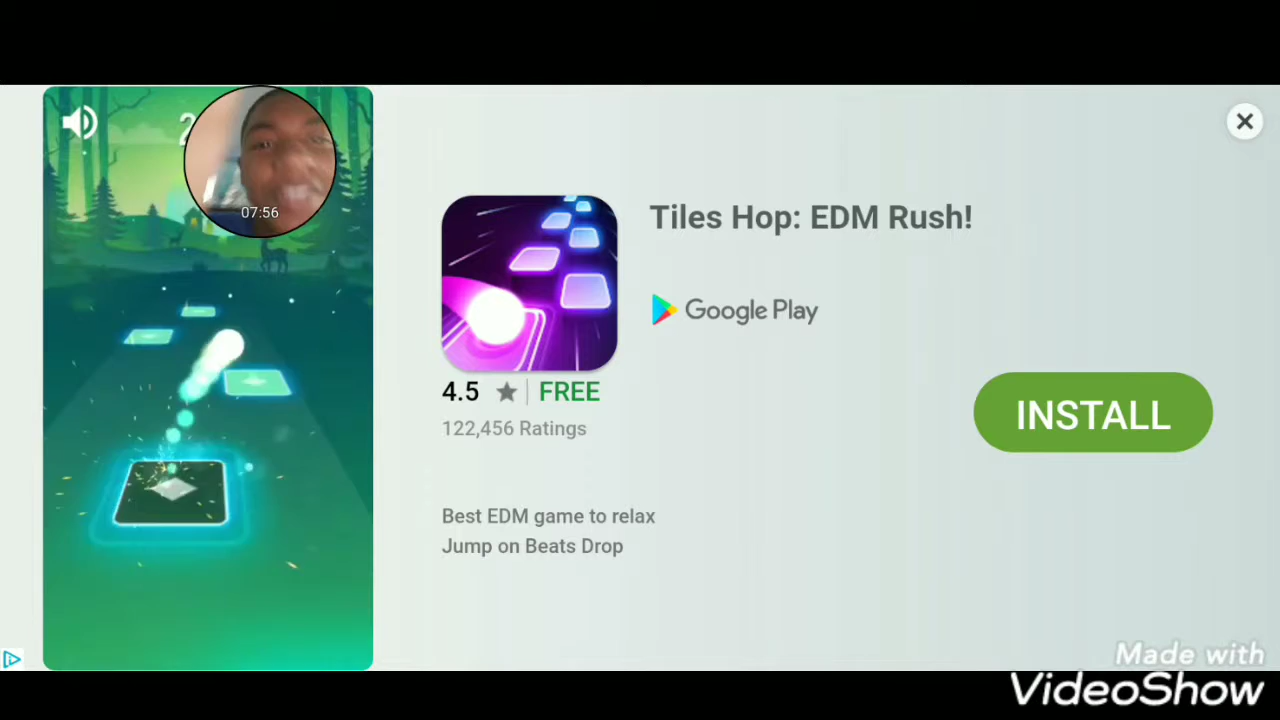 2
07:56
Tiles Hop: EDM Rush!
Google Play
4.5 FREE
122,456 Ratings
INSTALL
Best EDM game to relax
Jump on Beats Drop
Made with
VideoShow